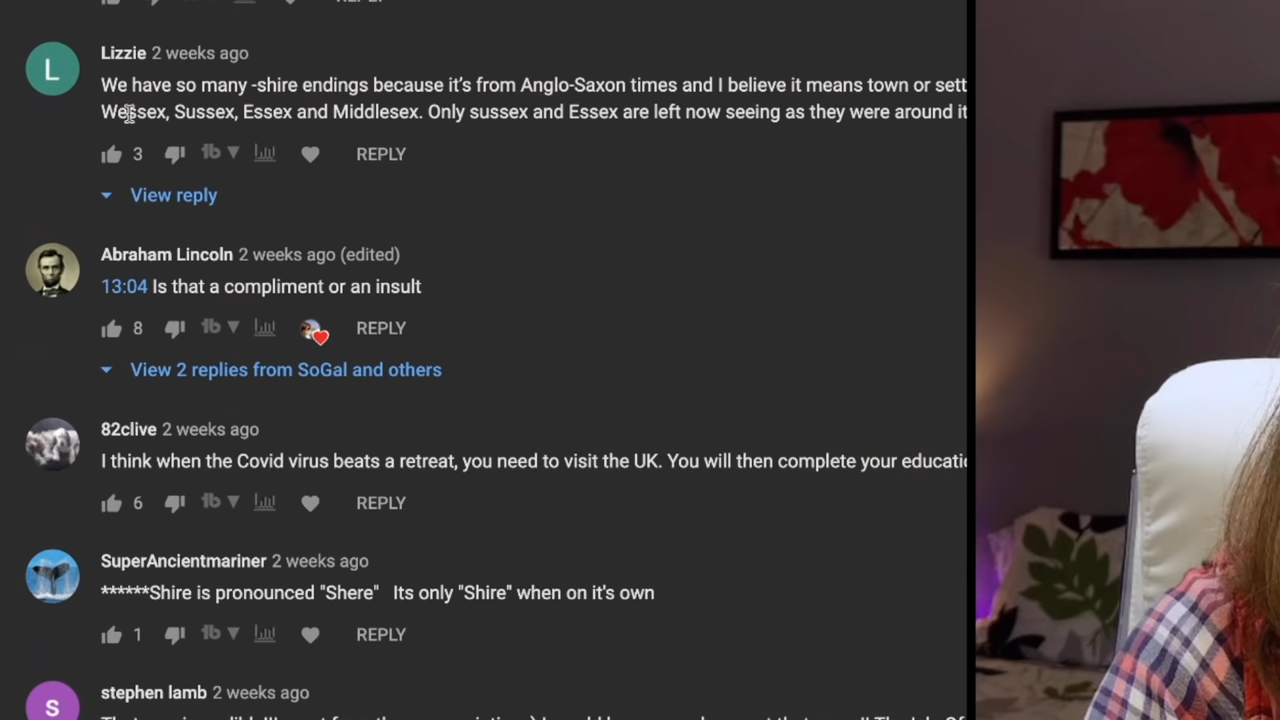 REPLY
L
Lizzie 2 weeks ago
We have so many -shire endings because it's from Anglo-Saxon times and I believe it means town or sett
Wessex, Sussex, Essex and Middlesex. Only sussex and Essex are left now seeing as they were around it
3 REPLY
View reply
Abraham Lincoln 2 weeks ago (edited)
13:04 Is that a compliment or an insult
8 REPLY
View 2 replies from SoGal and others
82clive 2 weeks ago
I think when the Covid virus beats a retreat, you need to visit the UK. You will then complete your educatio
6 REPLY
SuperAncientmariner 2 weeks ago
******Shire is pronounced "Shere" Its only "Shire" when on it's own
1 REPLY
S
stephen lamb 2 weeks ago